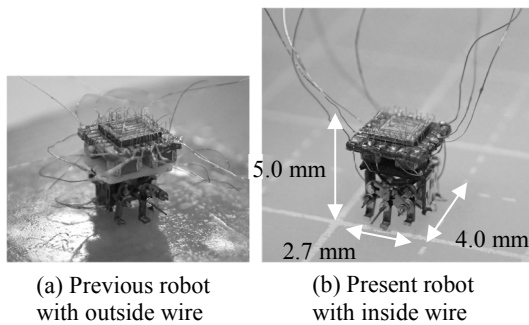 5.0 mm
2.7 mm
4.0 mm
(a) Previous robot
with outside wire
(b) Present robot
with inside wire